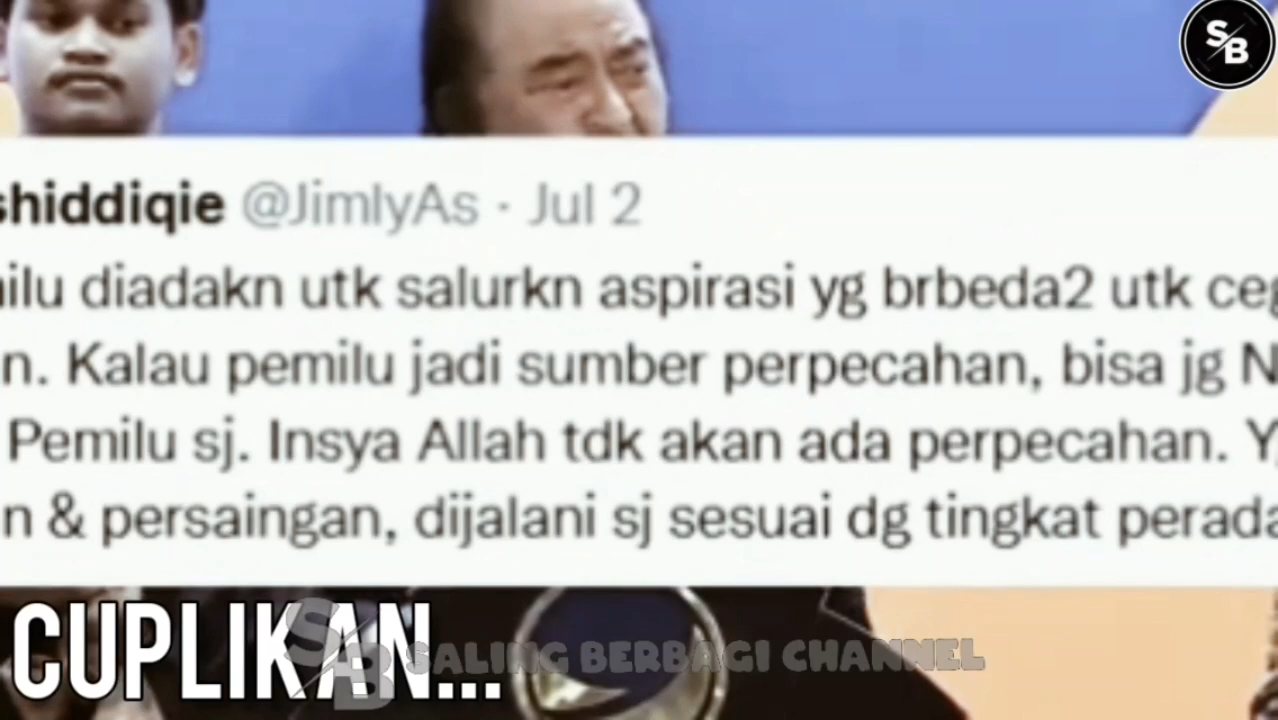 SB
shiddiqie @JimlyAs · Jul 2
ilu diadakn utk salurkn aspirasi yg brbeda2 utk ceg
n. Kalau pemilu jadi sumber perpecahan, bisa jg N
Pemilu sj. Insya Allah tdk akan ada perpecahan. Y
n & persaingan, dijalani sj sesuai dg tingkat perada
CUPLIKAN...
SB SALING BERBAGI CHANNEL